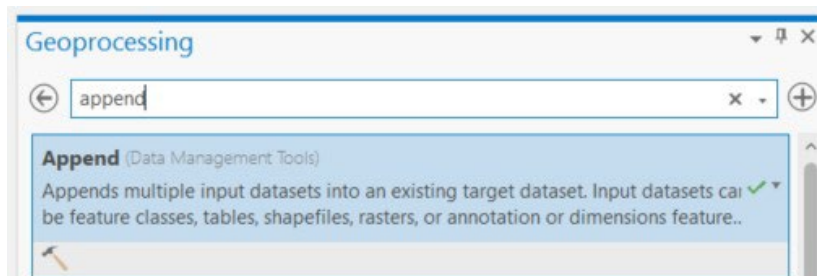 Geoprocessing
append
Append (Data Management Tools)
Appends multiple input datasets into an existing target dataset. Input datasets can
be feature classes, tables, shapefiles, rasters, or annotation or dimensions feature..